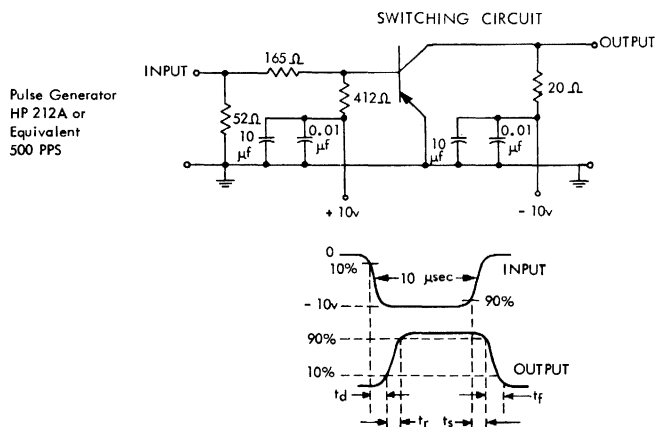 SWITCHING CIRCUIT
OUTPUT
165 Ω
INPUT
Pulse Generator
HP 212A or
Equivalent
500 PPS
412Ω
20Ω
52Ω
10
µf
0.01
µf
10
µf
0.01
µf
+ 10v
- 10v
0
10%
10 µsec
INPUT
- 10v
90%
90%
10%
OUTPUT
td
tf
tr
ts